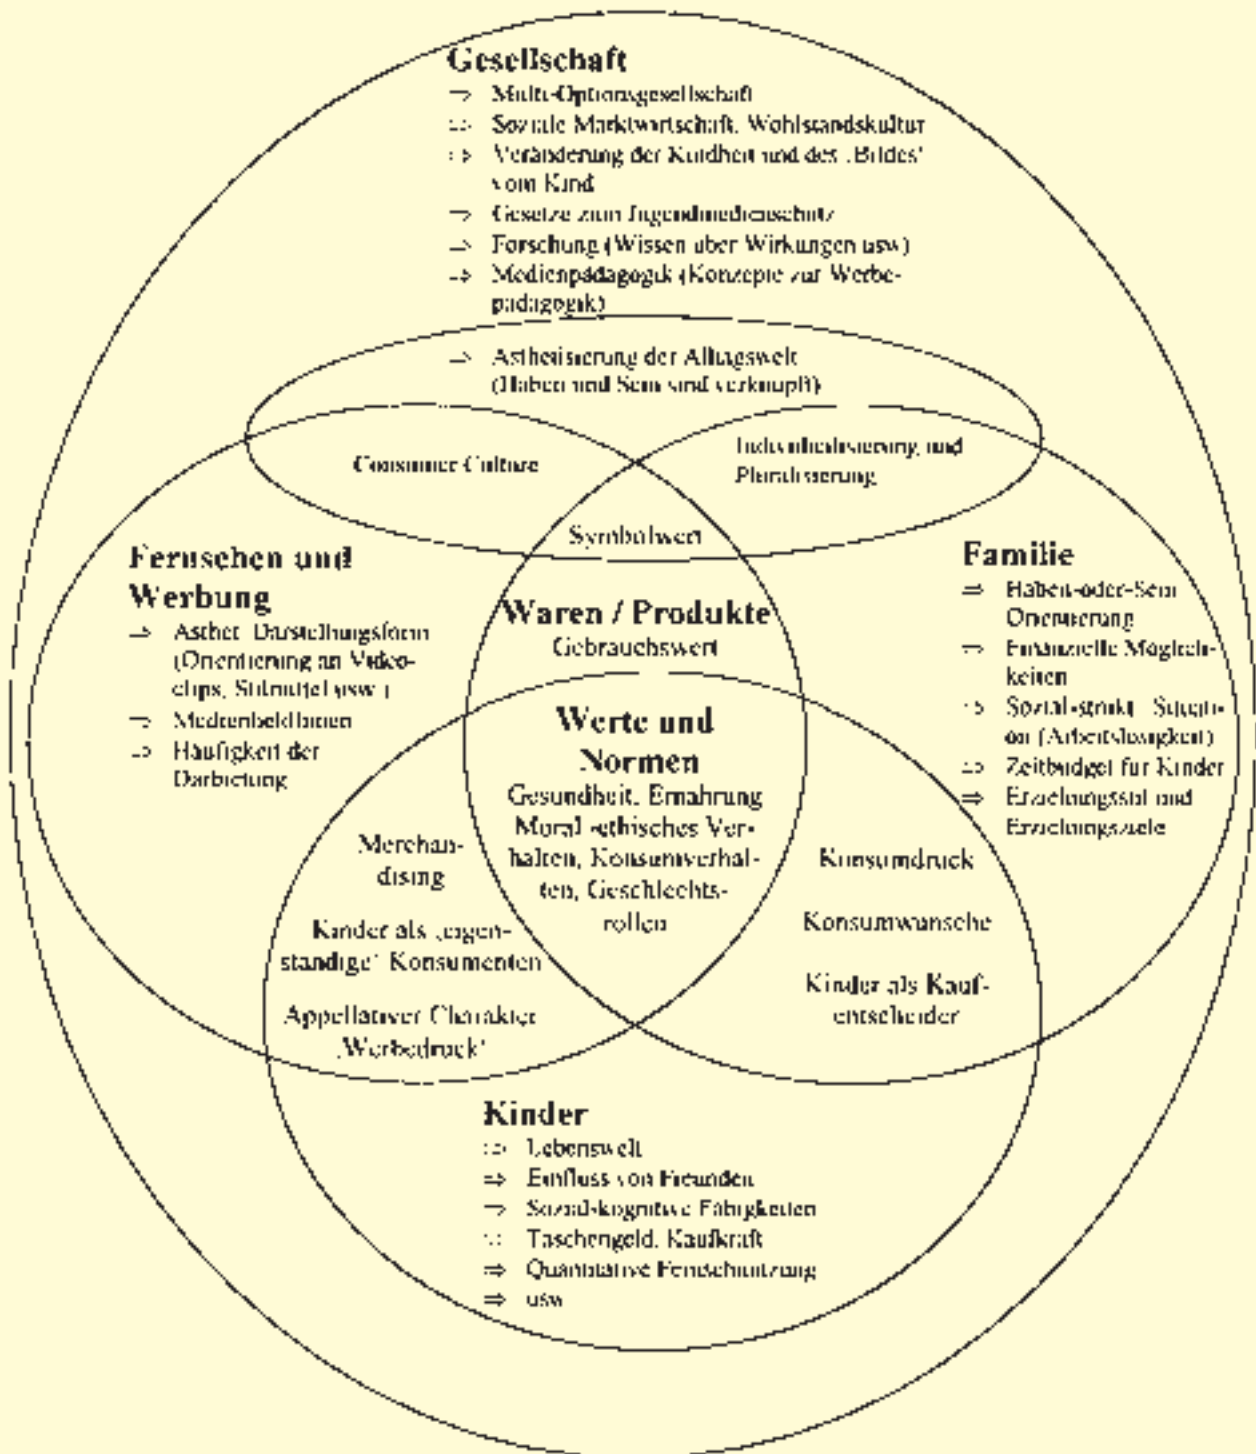 Gesellschaft
⇒ Multi-Optionsgesellschaft
⇒ Soziale Marktwirtschaft, Wohlstandskultur
⇒ Veränderung der Kindheit und des ‚Bildes‘
vom Kind
⇒ Gesetze zum Jugendmedienschutz
⇒ Forschung (Wissen über Wirkungen usw)
⇒ Medienpädagogik (Konzepte zur Werbe-
pädagogik)
⇒ Ästhetisierung der Alltagswelt
(Haben und Sein sind verknüpft)
Consumer Culture
Individualisierung und
Pluralisierung
Symbolwert
Fernsehen und
Werbung
⇒ Ästhet. Darstellungsform
(Orientierung an Video-
clips, Stilmittel usw.)
⇒ Medienheldinnen
⇒ Häufigkeit der
Darbietung
Waren / Produkte
Gebrauchswert
Familie
⇒ Haben-oder-Sein
Orientierung
⇒ Finanzielle Möglich-
keiten
⇒ Sozial-strukt. Situati-
on (Arbeitslosigkeit)
⇒ Zeitbudget für Kinder
⇒ Erziehungsstil und
Erziehungsziele
Werte und
Normen
Gesundheit, Ernährung
Moral.-ethisches Ver-
halten, Konsumverhal-
ten, Geschlechts-
rollen
Merchan-
dising
Kinder als ‚eigen-
ständige‘ Konsumenten
Appellativer Charakter
‚Werbedruck‘
Konsumdruck
Konsumwünsche
Kinder als Kauf-
entscheider
Kinder
⇒ Lebenswelt
⇒ Einfluss von Freunden
⇒ Sozial-kognitive Fähigkeiten
⇒ Taschengeld, Kaufkraft
⇒ Quantitative Fernsehnutzung
⇒ usw